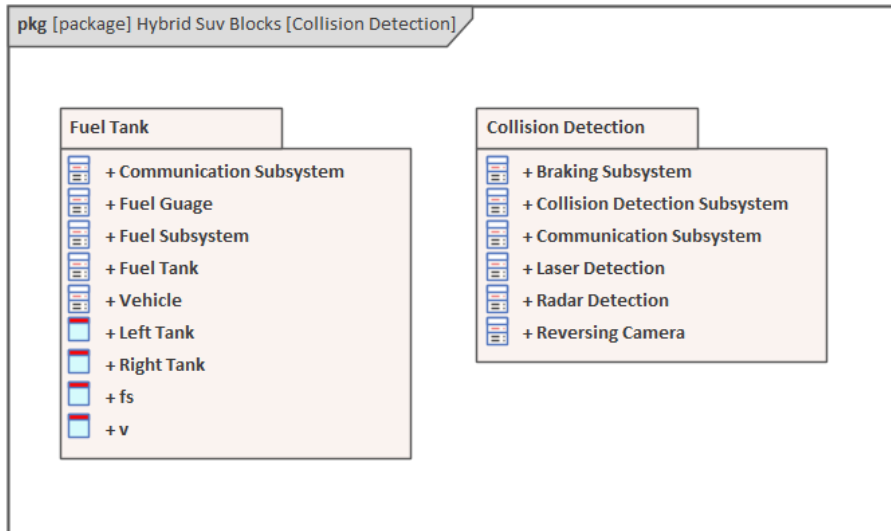 pkg [package] Hybrid Suv Blocks [Collision Detection]
Fuel Tank
+ Communication Subsystem
+ Fuel Guage
+ Fuel Subsystem
+ Fuel Tank
+ Vehicle
+ Left Tank
+ Right Tank
+ fs
+ v
Collision Detection
+ Braking Subsystem
+ Collision Detection Subsystem
+ Communication Subsystem
+ Laser Detection
+ Radar Detection
+ Reversing Camera